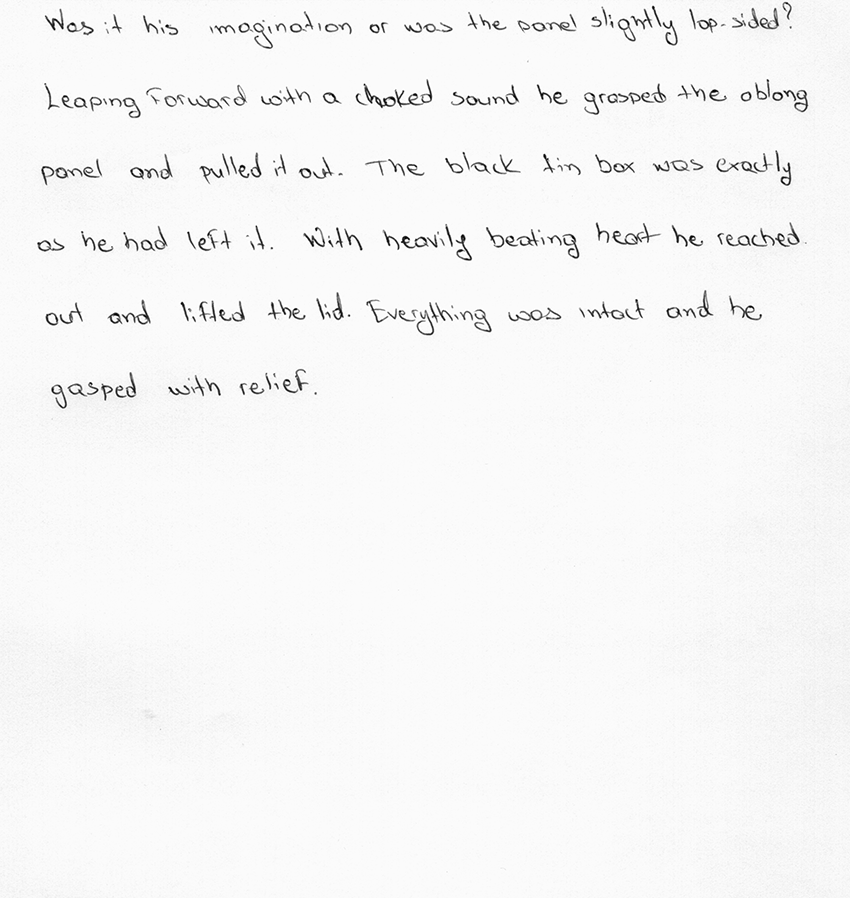 Was it his imagination or was the panel slightly lop-sided?
Leaping forward with a choked sound he grasped the oblong
panel and pulled it out. The black tin box was exactly
as he had left it. With heavily beating heart he reached
out and lifted the lid. Everything was intact and he
gasped with relief.